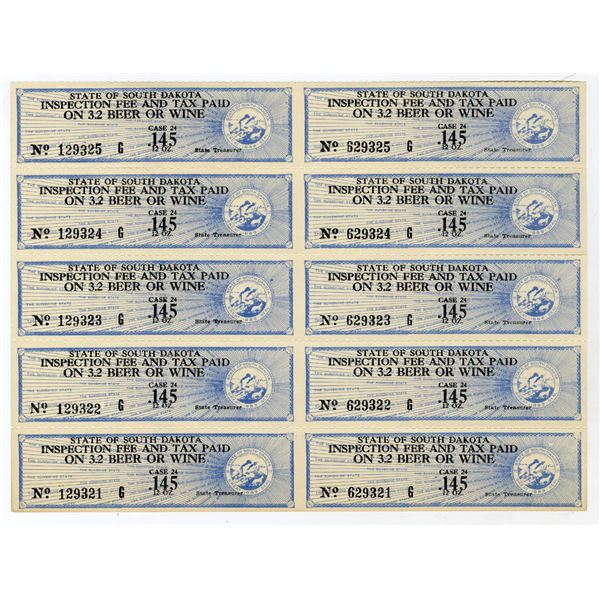 STATE OF SOUTH DAKOTA
INSPECTION FEE AND TAX PAID
ON 3.2 BEER OR WINE
CASE 24
.145
12 OZ.
Nº 129325 G
State Treasurer
STATE OF SOUTH DAKOTA
INSPECTION FEE AND TAX PAID
ON 3.2 BEER OR WINE
CASE 24
.145
12 OZ.
Nº 629325 G
State Treasurer
STATE OF SOUTH DAKOTA
INSPECTION FEE AND TAX PAID
ON 3.2 BEER OR WINE
CASE 24
.145
12 OZ.
Nº 129324 G
State Treasurer
STATE OF SOUTH DAKOTA
INSPECTION FEE AND TAX PAID
ON 3.2 BEER OR WINE
CASE 24
.145
12 OZ.
Nº 629324 G
State Treasurer
STATE OF SOUTH DAKOTA
INSPECTION FEE AND TAX PAID
ON 3.2 BEER OR WINE
CASE 24
.145
12 OZ.
Nº 129323 G
State Treasurer
STATE OF SOUTH DAKOTA
INSPECTION FEE AND TAX PAID
ON 3.2 BEER OR WINE
CASE 24
.145
12 OZ.
Nº 629323 G
State Treasurer
STATE OF SOUTH DAKOTA
INSPECTION FEE AND TAX PAID
ON 3.2 BEER OR WINE
CASE 24
.145
12 OZ.
Nº 129322 G
State Treasurer
STATE OF SOUTH DAKOTA
INSPECTION FEE AND TAX PAID
ON 3.2 BEER OR WINE
CASE 24
.145
12 OZ.
Nº 629322 G
State Treasurer
STATE OF SOUTH DAKOTA
INSPECTION FEE AND TAX PAID
ON 3.2 BEER OR WINE
CASE 24
.145
12 OZ.
Nº 129321 G
State Treasurer
STATE OF SOUTH DAKOTA
INSPECTION FEE AND TAX PAID
ON 3.2 BEER OR WINE
CASE 24
.145
12 OZ.
Nº 629321 G
State Treasurer